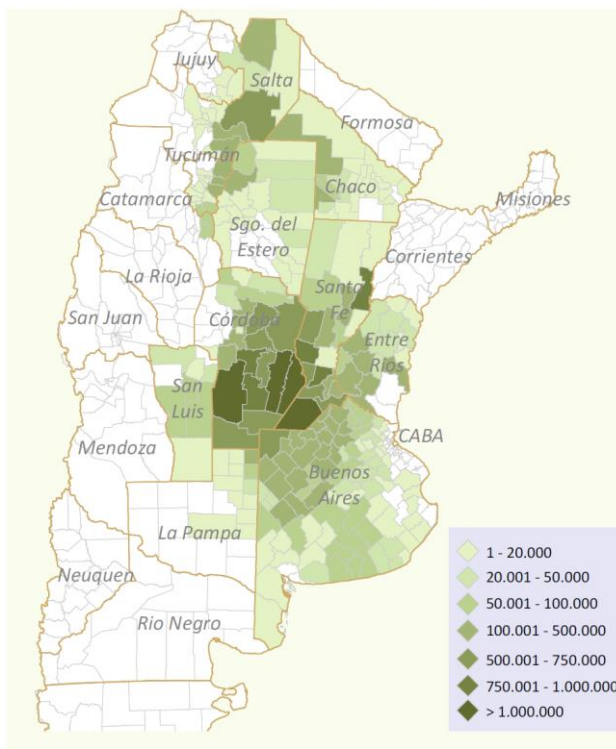 Jujuy
Salta
Formosa
Tucumán
Chaco
Catamarca
Misiones
Sgo. del
Estero
Corrientes
La Rioja
Santa
Fe
San Juan
Córdoba
Entre
Ríos
San
Luis
CABA
Mendoza
Buenos
Aires
La Pampa
Neuquen
Rio Negro
1 - 20.000
20.001 - 50.000
50.001 - 100.000
100.001 - 500.000
500.001 - 750.000
750.001 - 1.000.000
> 1.000.000